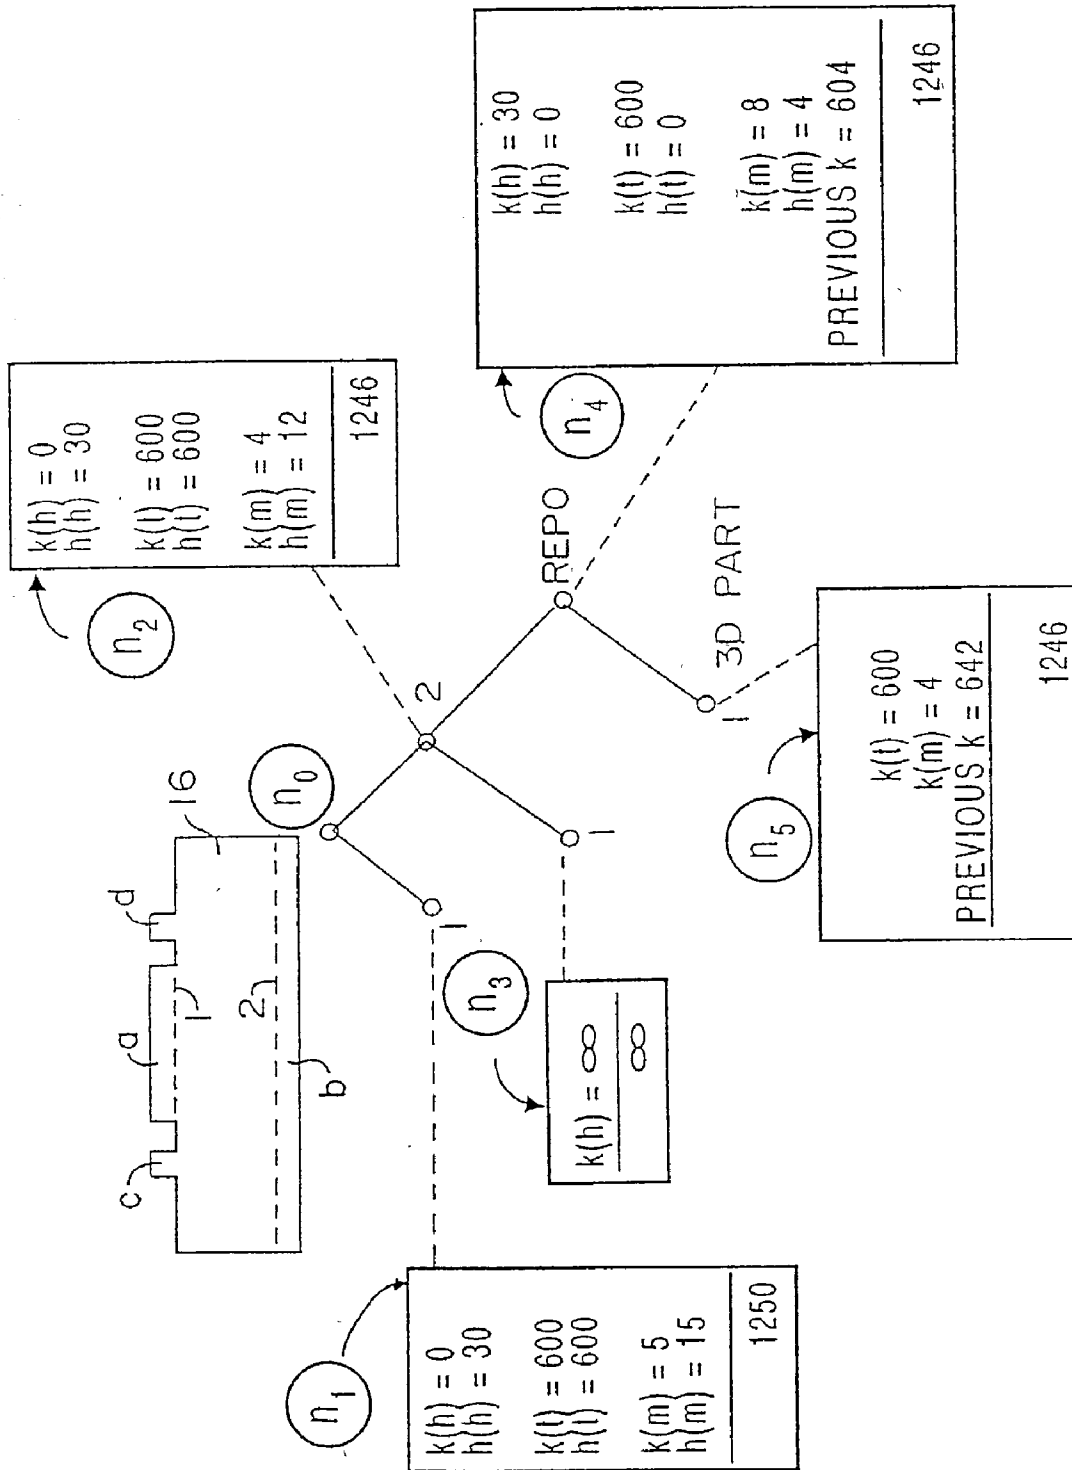 c
a
d
1
16
2
b
n0
2
1
1
REPO
1
3D PART
n1
k(h) = 0
h(h) = 30
k(t) = 600
h(t) = 600
k(m) = 5
h(m) = 15
1250
n2
k(h) = 0
h(h) = 30
k(t) = 600
h(t) = 600
k(m) = 4
h(m) = 12
1246
n3
k(h) = ∞
∞
n4
k(h) = 30
h(h) = 0
k(t) = 600
h(t) = 0
k(m) = 8
h(m) = 4
PREVIOUS k = 604
1246
n5
k(t) = 600
k(m) = 4
PREVIOUS k = 642
1246